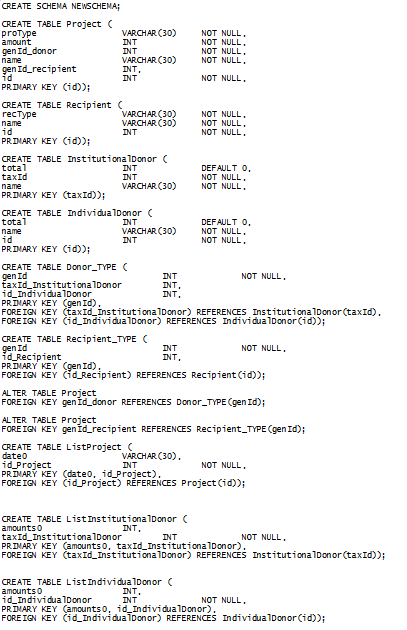 CREATE SCHEMA NEWSCHEMA;
CREATE TABLE Project (
proType VARCHAR(30) NOT NULL,
amount INT NOT NULL,
genId_donor INT NOT NULL,
name VARCHAR(30) NOT NULL,
genId_recipient INT,
id INT NOT NULL,
PRIMARY KEY (id));
CREATE TABLE Recipient (
recType VARCHAR(30) NOT NULL,
name VARCHAR(30) NOT NULL,
id INT NOT NULL,
PRIMARY KEY (id));
CREATE TABLE InstitutionalDonor (
total INT DEFAULT 0,
taxId INT NOT NULL,
name VARCHAR(30) NOT NULL,
PRIMARY KEY (taxId));
CREATE TABLE IndividualDonor (
total INT DEFAULT 0,
name VARCHAR(30) NOT NULL,
id INT NOT NULL,
PRIMARY KEY (id));
CREATE TABLE Donor_TYPE (
genId INT NOT NULL,
taxId_InstitutionalDonor INT,
id_IndividualDonor INT,
PRIMARY KEY (genId),
FOREIGN KEY (taxId_InstitutionalDonor) REFERENCES InstitutionalDonor(taxId),
FOREIGN KEY (id_IndividualDonor) REFERENCES IndividualDonor(id));
CREATE TABLE Recipient_TYPE (
genId INT NOT NULL,
id_Recipient INT,
PRIMARY KEY (genId),
FOREIGN KEY (id_Recipient) REFERENCES Recipient(id));
ALTER TABLE Project
FOREIGN KEY genId_donor REFERENCES Donor_TYPE(genId);
ALTER TABLE Project
FOREIGN KEY genId_recipient REFERENCES Recipient_TYPE(genId);
CREATE TABLE ListProject (
date0 VARCHAR(30),
id_Project INT NOT NULL,
PRIMARY KEY (date0, id_Project),
FOREIGN KEY (id_Project) REFERENCES Project(id));
CREATE TABLE ListInstitutionalDonor (
amounts0 INT,
taxId_InstitutionalDonor INT NOT NULL,
PRIMARY KEY (amounts0, taxId_InstitutionalDonor),
FOREIGN KEY (taxId_InstitutionalDonor) REFERENCES InstitutionalDonor(taxId));
CREATE TABLE ListIndividualDonor (
amounts0 INT,
id_IndividualDonor INT NOT NULL,
PRIMARY KEY (amounts0, id_IndividualDonor),
FOREIGN KEY (id_IndividualDonor) REFERENCES IndividualDonor(id));